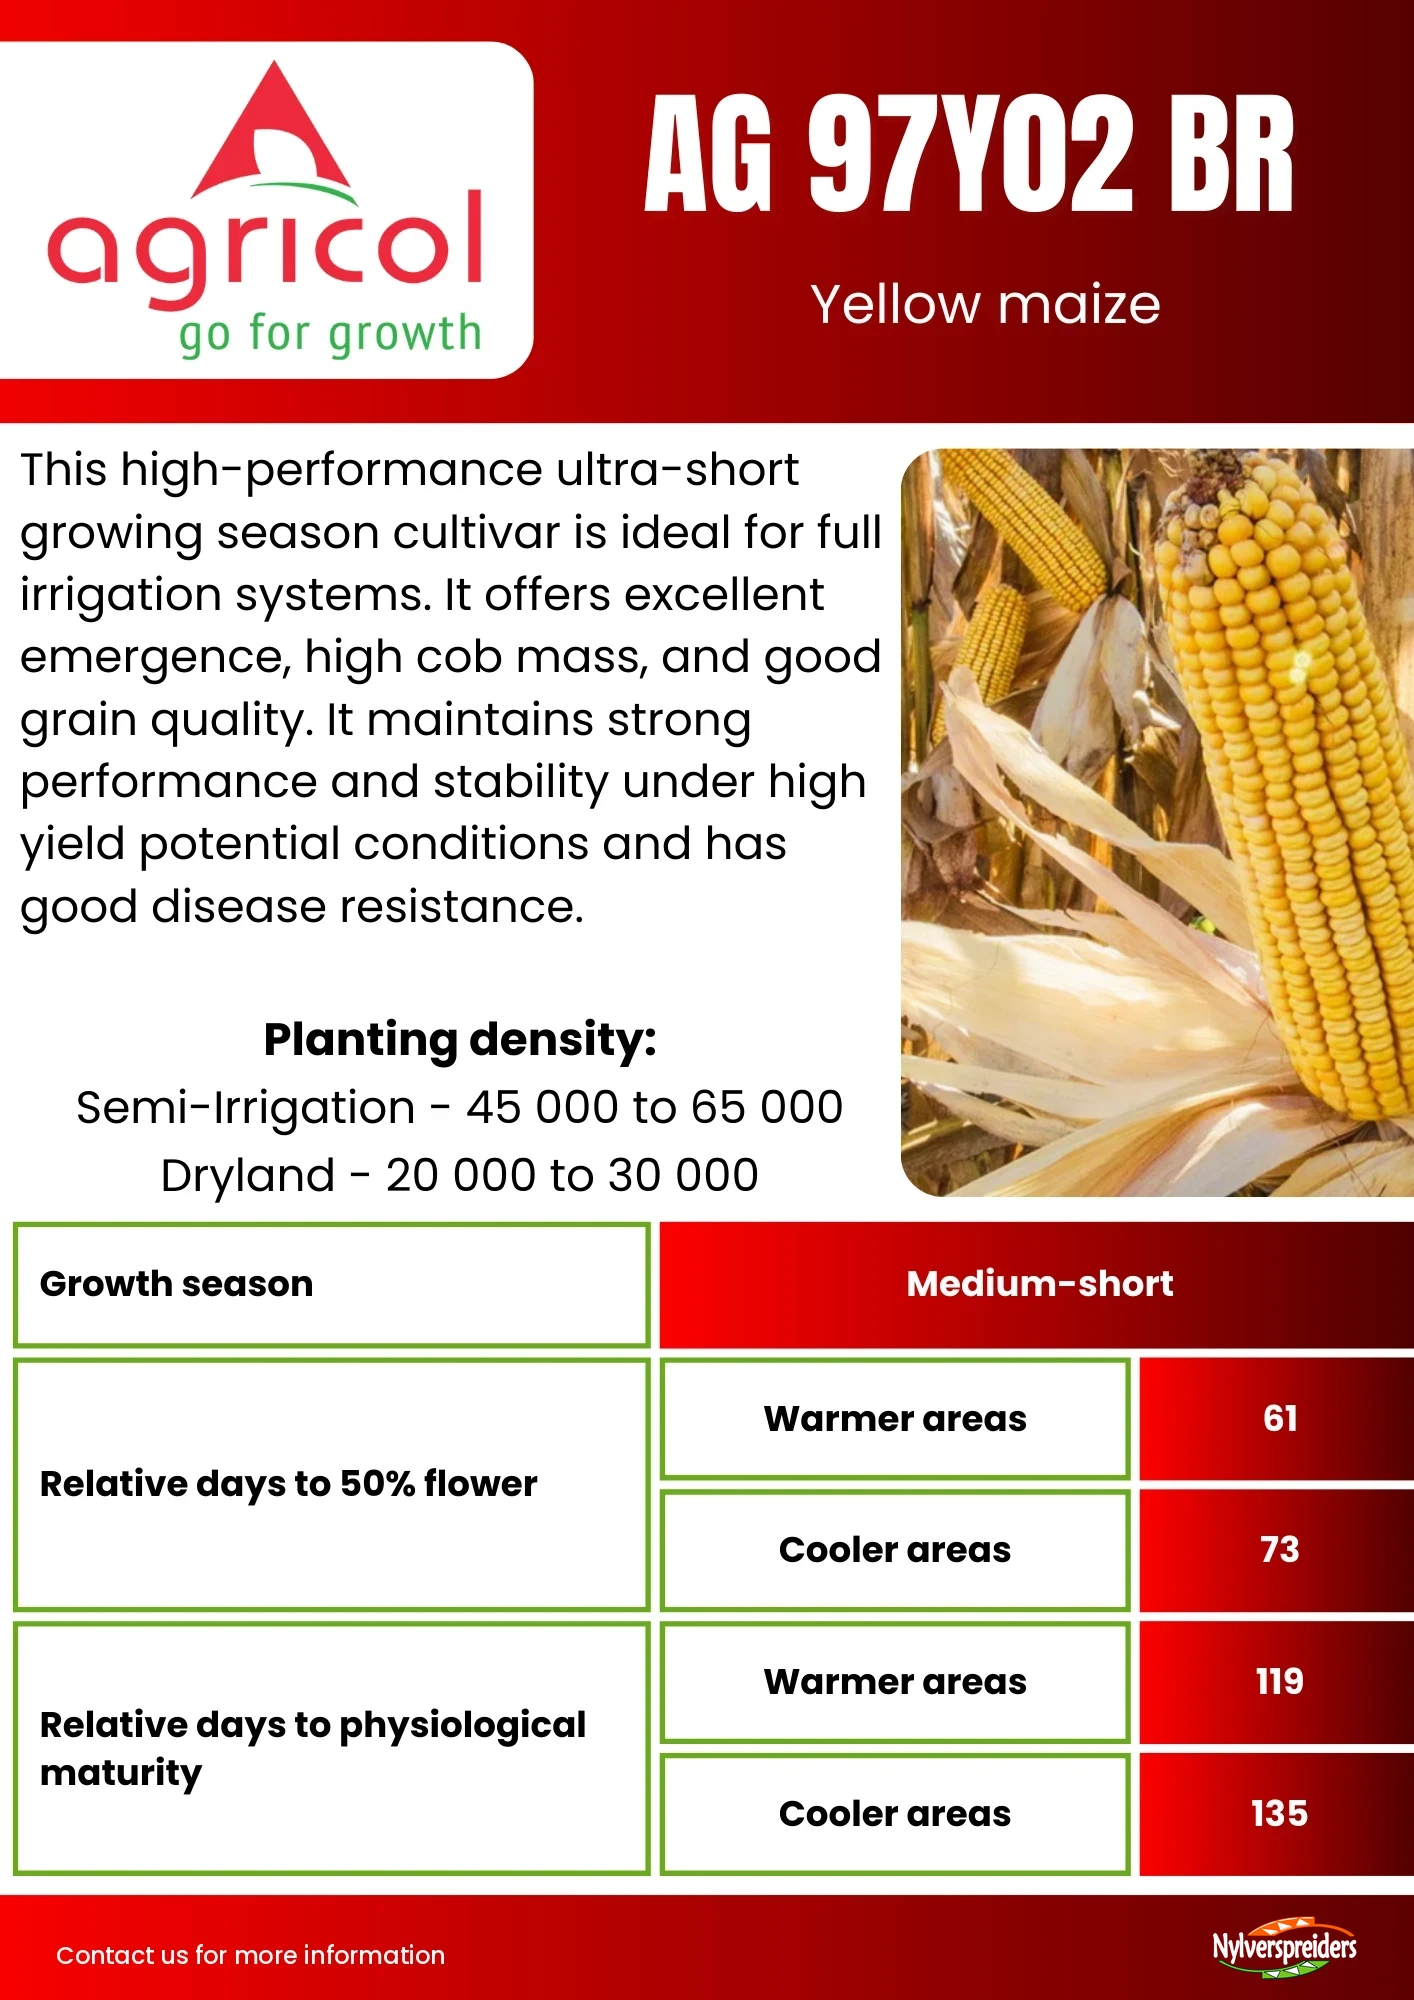 agricol
go for growth
AG 97Y02 BR
Yellow maize
This high-performance ultra-short
growing season cultivar is ideal for full
irrigation systems. It offers excellent
emergence, high cob mass, and good
grain quality. It maintains strong
performance and stability under high
yield potential conditions and has
good disease resistance.
Planting density:
Semi-Irrigation - 45 000 to 65 000
Dryland - 20 000 to 30 000
Growth season
Medium-short
Relative days to 50% flower
Warmer areas
61
Cooler areas
73
Relative days to physiological
maturity
Warmer areas
119
Cooler areas
135
Contact us for more information
Nylverspreiders